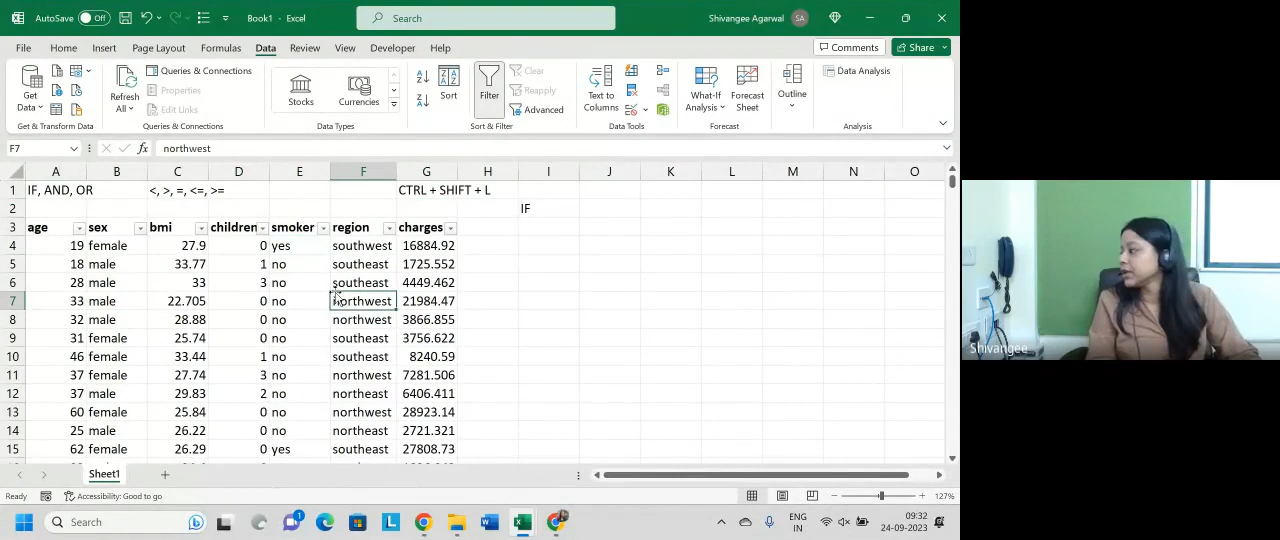 AutoSave Off Book1 - Excel Search Shivangee Agarwal SA
File Home Insert Page Layout Formulas Data Review View Developer Help Comments Share
Get Data Refresh All Queries & Connections Properties Edit Links Stocks Currencies Sort Filter Clear Reapply Advanced Text to Columns What-If Analysis Forecast Sheet Outline Data Analysis
Get & Transform Data Queries & Connections Data Types Sort & Filter Data Tools Forecast Analysis
F7 fx northwest
A B C D E F G H I J K L M N O
1 IF, AND, OR <, >, =, <=, >= CTRL + SHIFT + L
2 IF
3 age sex bmi children smoker region charges
4 19 female 27.9 0 yes southwest 16884.92
5 18 male 33.77 1 no southeast 1725.552
6 28 male 33 3 no southeast 4449.462
7 33 male 22.705 0 no northwest 21984.47
8 32 male 28.88 0 no northwest 3866.855
9 31 female 25.74 0 no southeast 3756.622
10 46 female 33.44 1 no southeast 8240.59
11 37 female 27.74 3 no northwest 7281.506
12 37 male 29.83 2 no northeast 6406.411
13 60 female 25.84 0 no northwest 28923.14
14 25 male 26.22 0 no northeast 2721.321
15 62 female 26.29 0 yes southeast 27808.73
Sheet1
Ready Accessibility: Good to go 127%
Search 1 L ENG IN 09:32 24-09-2023
Shivangee